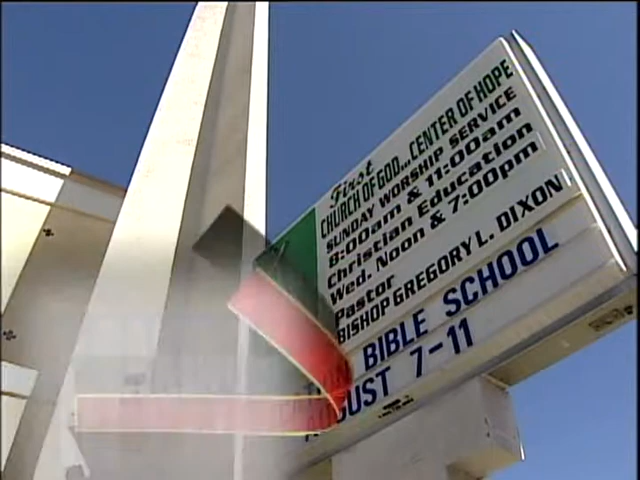 First
CHURCH OF GOD...CENTER OF HOPE
SUNDAY WORSHIP SERVICE
8:00am & 11:00am
Christian Education
Wed. Noon & 7:00pm
Pastor
BISHOP GREGORY L. DIXON
BIBLE SCHOOL
AUGUST 7-11